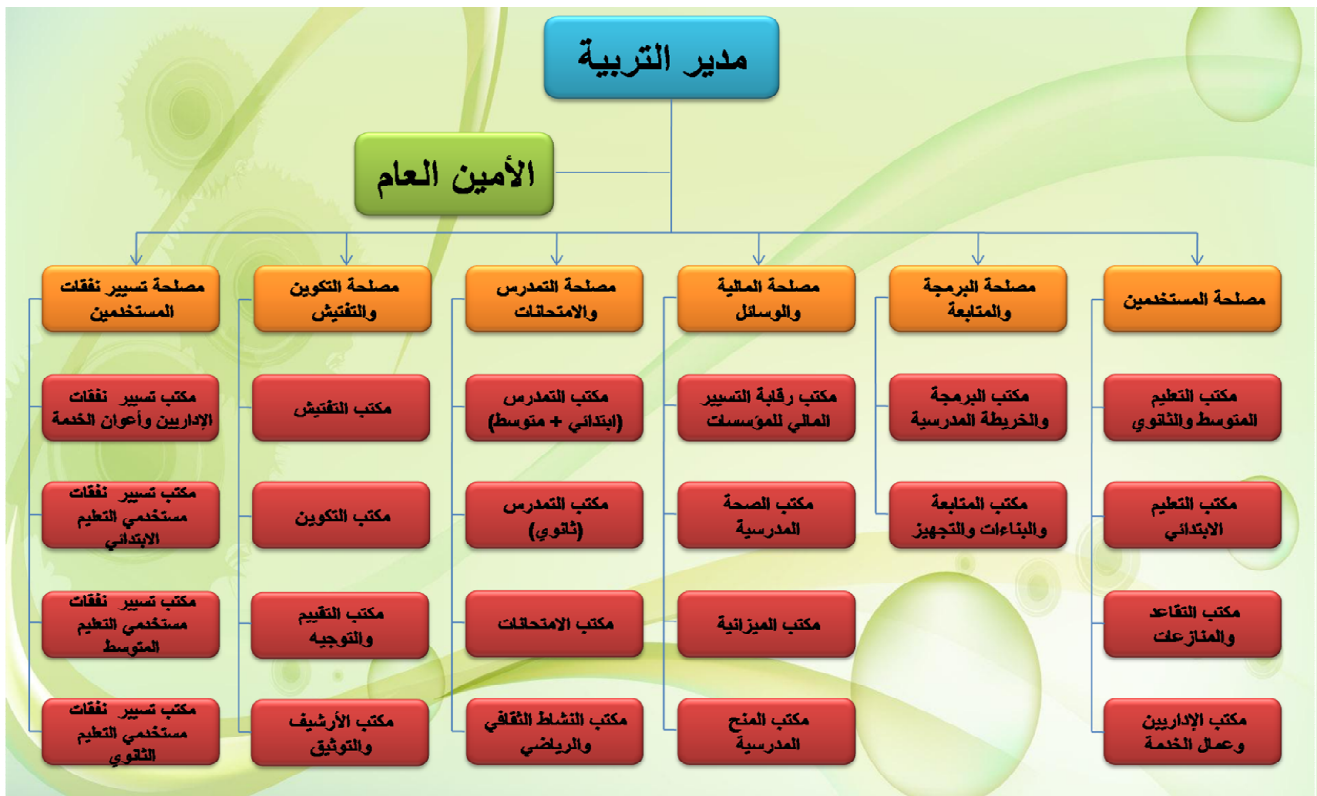 مدير التربية
الأمين العام
مصلحة المستخدمين
مكتب التعليم
المتوسط والثانوي
مكتب التعليم
الابتدائي
مكتب التقاعد
والمنازعات
مكتب الإداريين
وعمال الخدمة
مصلحة البرمجة
والمتابعة
مكتب البرمجة
والخريطة المدرسية
مكتب المتابعة
والبناءات والتجهيز
مصلحة المالية
والوسائل
مكتب رقابة التسيير
المالي للمؤسسات
مكتب الصحة
المدرسية
مكتب الميزانية
مكتب المنح
المدرسية
مصلحة التمدرس
والامتحانات
مكتب التمدرس
(ابتدائي + متوسط)
مكتب التمدرس
(ثانوي)
مكتب الامتحانات
مكتب النشاط الثقافي
والرياضي
مصلحة التكوين
والتفتيش
مكتب التفتيش
مكتب التكوين
مكتب التقييم
والتوجيه
مكتب الأرشيف
والتوثيق
مصلحة تسيير نفقات
المستخدمين
مكتب تسيير نفقات
الإداريين وأعوان الخدمة
مكتب تسيير نفقات
مستخدمي التعليم
الابتدائي
مكتب تسيير نفقات
مستخدمي التعليم
المتوسط
مكتب تسيير نفقات
مستخدمي التعليم
الثانوي